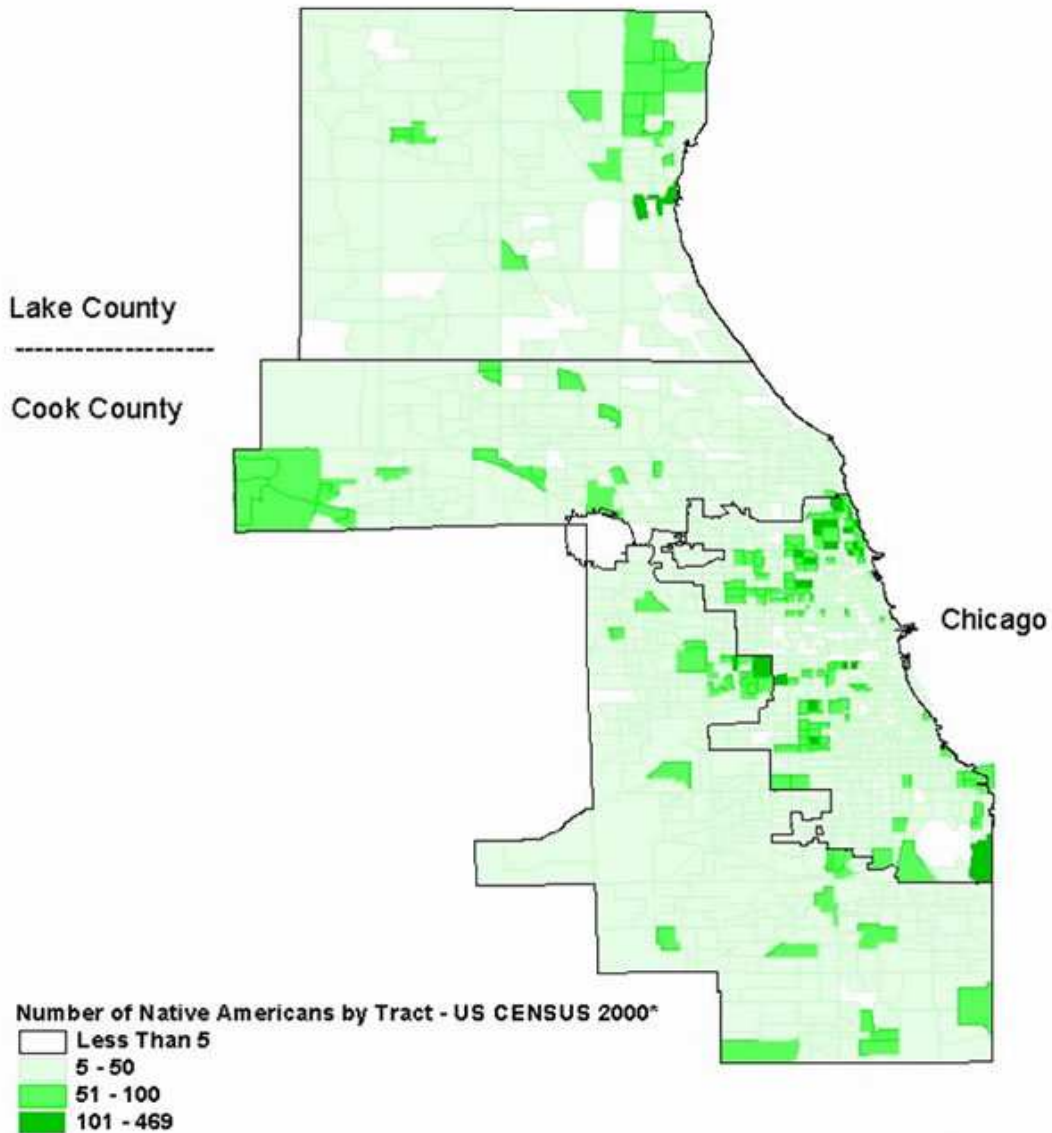 Lake County
---------------------
Cook County
Chicago
Number of Native Americans by Tract - US CENSUS 2000*
Less Than 5
5 - 50
51 - 100
101 - 469